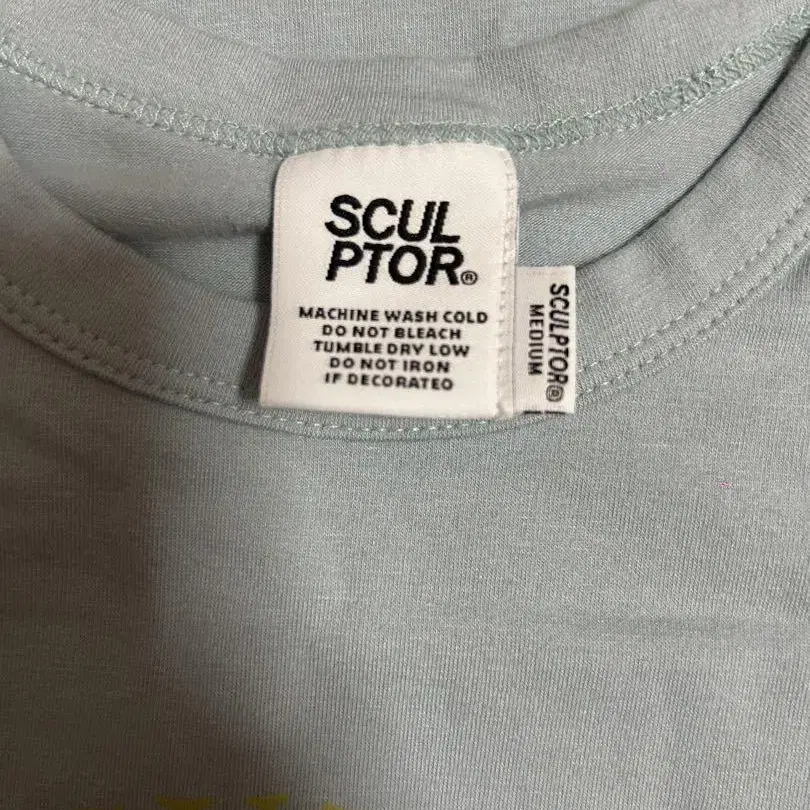 SCUL
PTOR®
MACHINE WASH COLD
DO NOT BLEACH
TUMBLE DRY LOW
DO NOT IRON
IF DECORATED
SCULPTOR®
MEDIUM